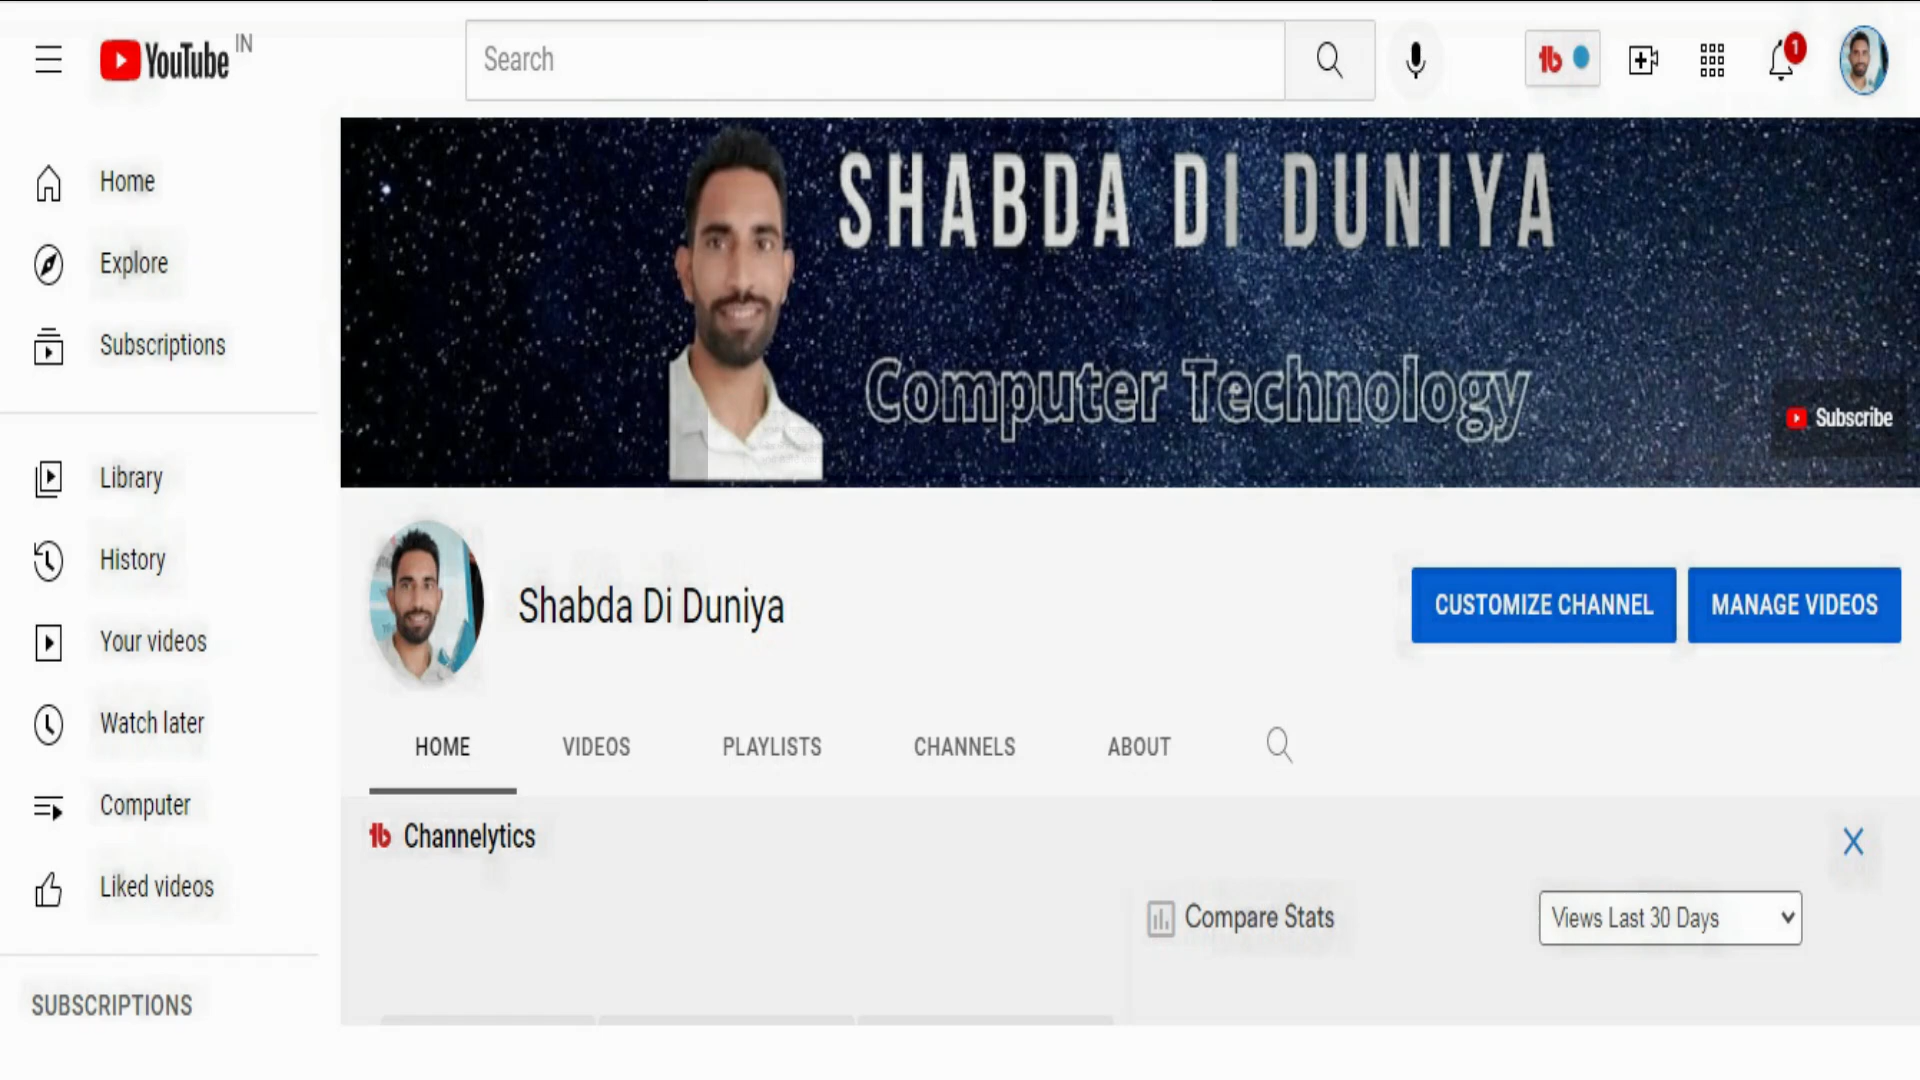 YouTube IN
Search
1
Home
Explore
Subscriptions
Library
History
Your videos
Watch later
Computer
Liked videos
SUBSCRIPTIONS
SHABDA DI DUNIYA
Computer Technology
Subscribe
Shabda Di Duniya
CUSTOMIZE CHANNEL
MANAGE VIDEOS
HOME VIDEOS PLAYLISTS CHANNELS ABOUT
tb Channelytics
Compare Stats
Views Last 30 Days